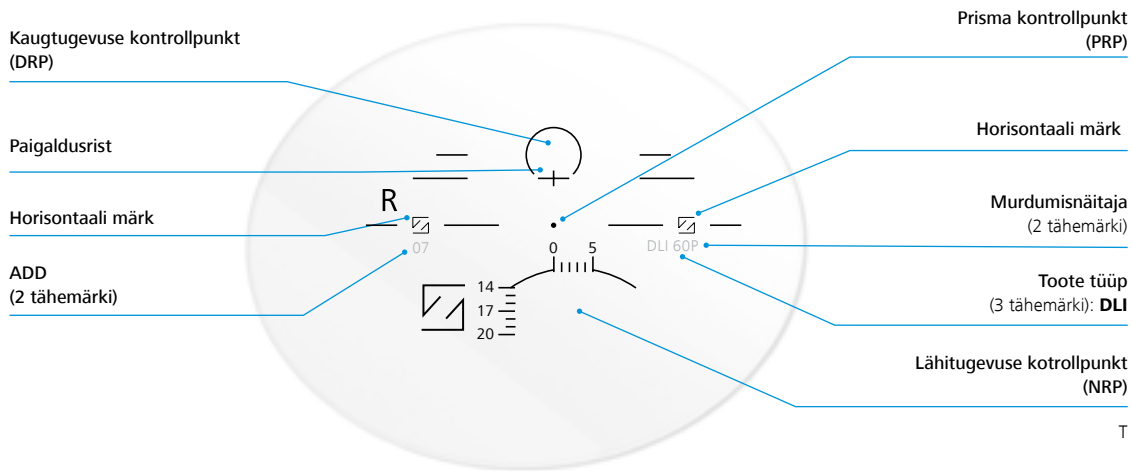 Kaugtugevuse kontrollpunkt
(DRP)
Paigaldusrist
Horisontaali märk
ADD
(2 tähemärki)
R
07
0 5
DLI 60P
14
17
20
Prisma kontrollpunkt
(PRP)
Horisontaali märk
Murdumisnäitaja
(2 tähemärki)
Toote tüüp
(3 tähemärki): DLI
Lähitugevuse kotrollpunkt
(NRP)
T